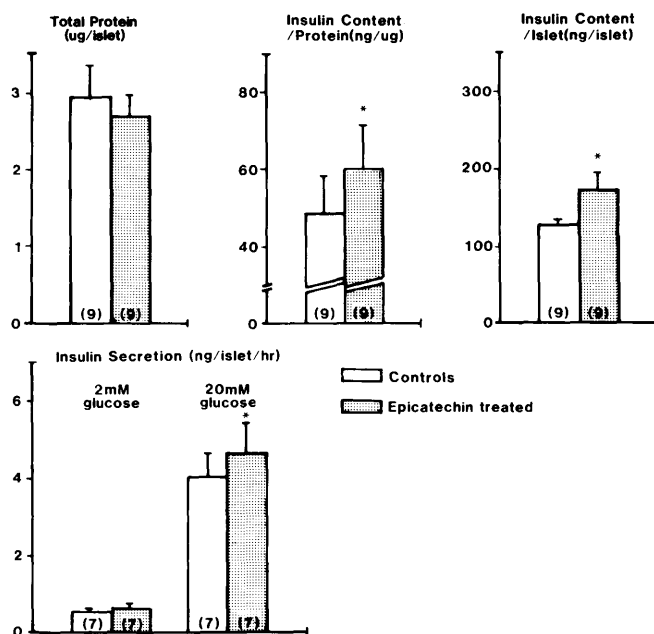 Total Protein
(ug/islet)
3
2
1
0
(9)
(9)
Insulin Content
/Protein(ng/ug)
80
60
40
0
*
(9)
(9)
Insulin Content
/Islet(ng/islet)
300
200
100
0
*
(9)
(9)
Insulin Secretion (ng/islet/hr)
2mM
glucose
20mM
glucose
6
4
2
0
*
(7)
(7)
(7)
(7)
Controls
Epicatechin treated